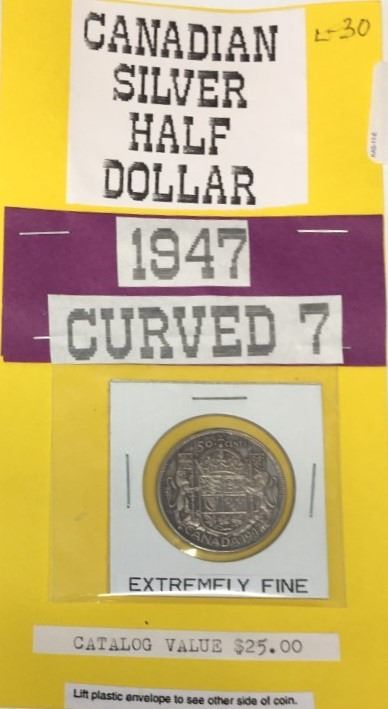 CANADIAN
SILVER
HALF
DOLLAR
1947
CURVED 7
50·CENTS
CANADA 1947
EXTREMELY FINE
CATALOG VALUE $25.00
Lift plastic envelope to see other side of coin.